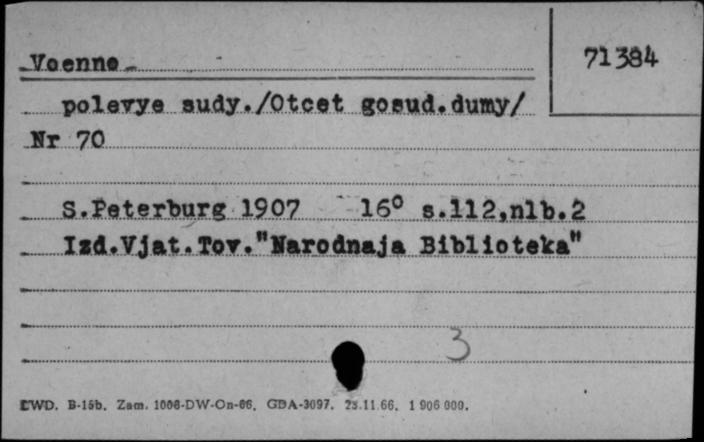 Voenno-
71384
polevye sudy./Otcet gosud.dumy/
Nr 70
S.Peterburg 1907 16° s.112,nlb.2
Izd.Vjat.Tov."Narodnaja Biblioteka"
3
CWD. B-15b. Zam. 1006-DW-On-66. GDA-3097. 23.11.66. 1 906 000.